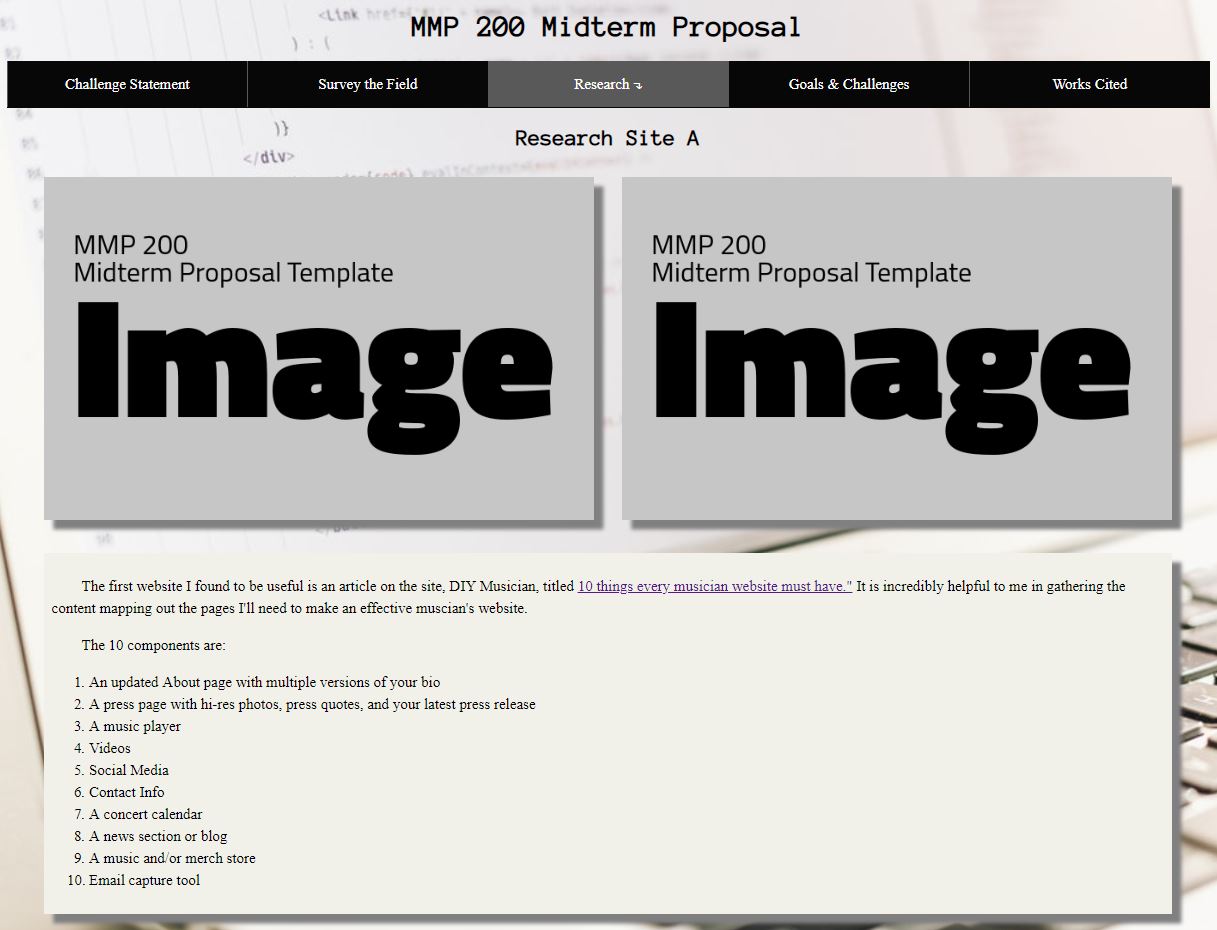 <Link href=
MMP 200 Midterm Proposal
) : (
Challenge Statement
Survey the Field
Research ⤵
Goals & Challenges
Works Cited
)}
</div>
Research Site A
MMP 200
Midterm Proposal Template
Image
MMP 200
Midterm Proposal Template
Image
The first website I found to be useful is an article on the site, DIY Musician, titled 10 things every musician website must have." It is incredibly helpful to me in gathering the
content mapping out the pages I'll need to make an effective muscian's website.
The 10 components are:
1. An updated About page with multiple versions of your bio
2. A press page with hi-res photos, press quotes, and your latest press release
3. A music player
4. Videos
5. Social Media
6. Contact Info
7. A concert calendar
8. A news section or blog
9. A music and/or merch store
10. Email capture tool